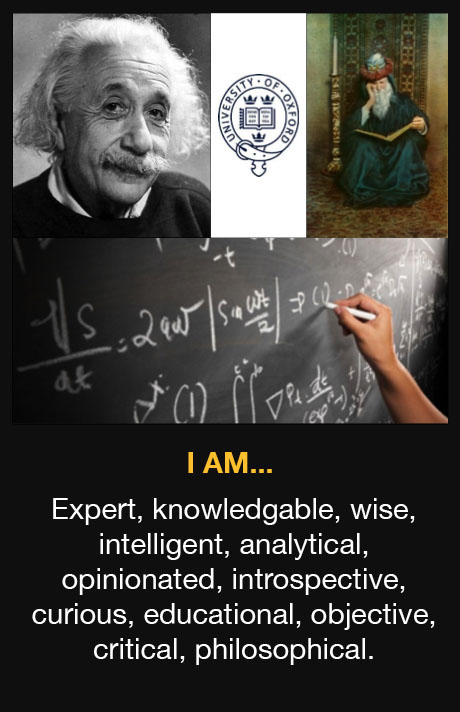 UNIVERSITY · OF · OXFORD
I AM...
Expert, knowledgable, wise,
intelligent, analytical,
opinionated, introspective,
curious, educational, objective,
critical, philosophical.